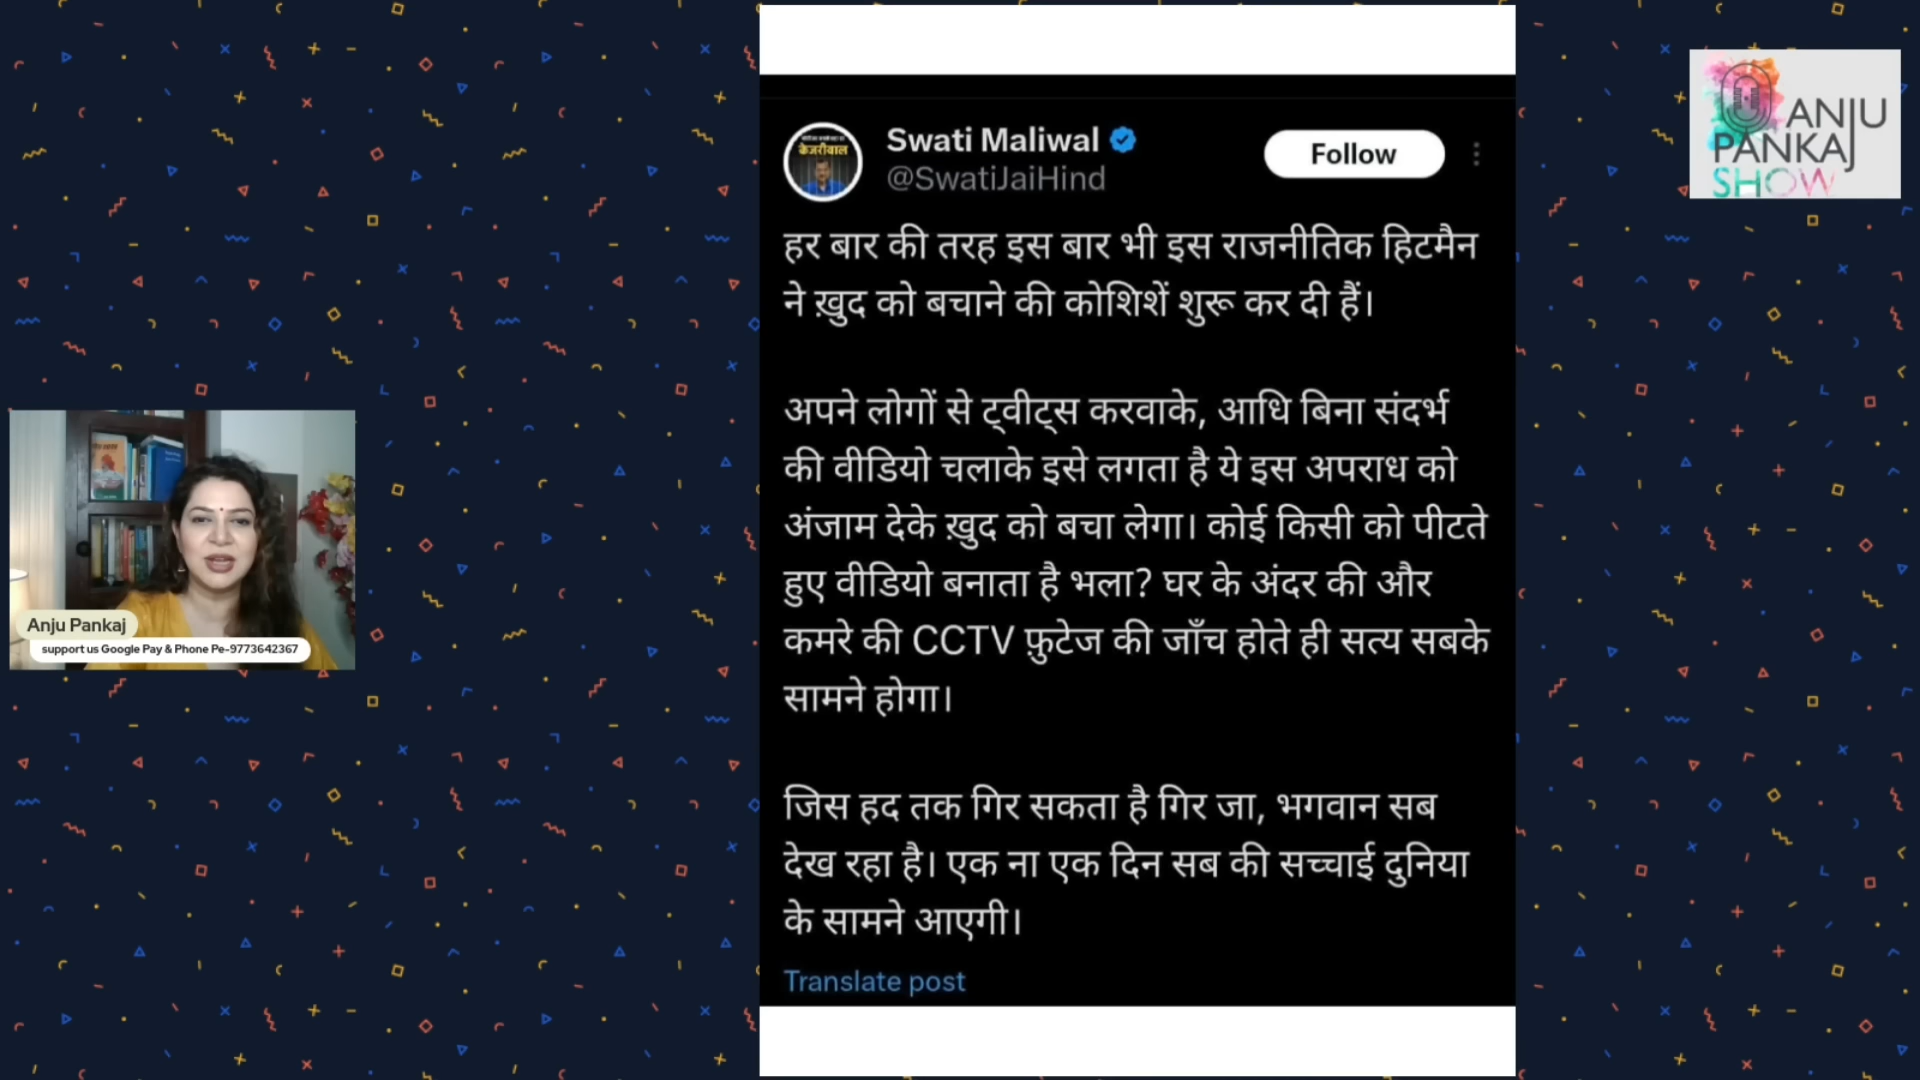 ANJU
PANKAJ
SHOW
केजरीवाल
Swati Maliwal
@SwatiJaiHind
Follow
हर बार की तरह इस बार भी इस राजनीतिक हिटमैन
ने ख़ुद को बचाने की कोशिशें शुरू कर दी हैं।
अपने लोगों से ट्वीट्स करवाके, आधि बिना संदर्भ
की वीडियो चलाके इसे लगता है ये इस अपराध को
अंजाम देके ख़ुद को बचा लेगा। कोई किसी को पीटते
हुए वीडियो बनाता है भला? घर के अंदर की और
कमरे की CCTV फ़ुटेज की जाँच होते ही सत्य सबके
सामने होगा।
जिस हद तक गिर सकता है गिर जा, भगवान सब
देख रहा है। एक ना एक दिन सब की सच्चाई दुनिया
के सामने आएगी।
Translate post
Anju Pankaj
support us Google Pay & Phone Pe-9773642367